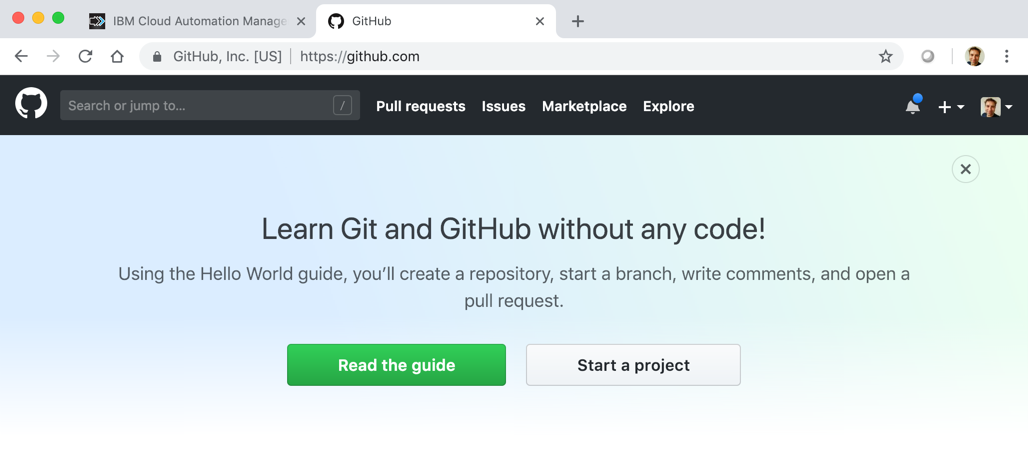 IBM Cloud Automation Manage
GitHub
GitHub, Inc. [US] https://github.com
Search or jump to… /
Pull requests
Issues
Marketplace
Explore
Learn Git and GitHub without any code!
Using the Hello World guide, you’ll create a repository, start a branch, write comments, and open a
pull request.
Read the guide
Start a project